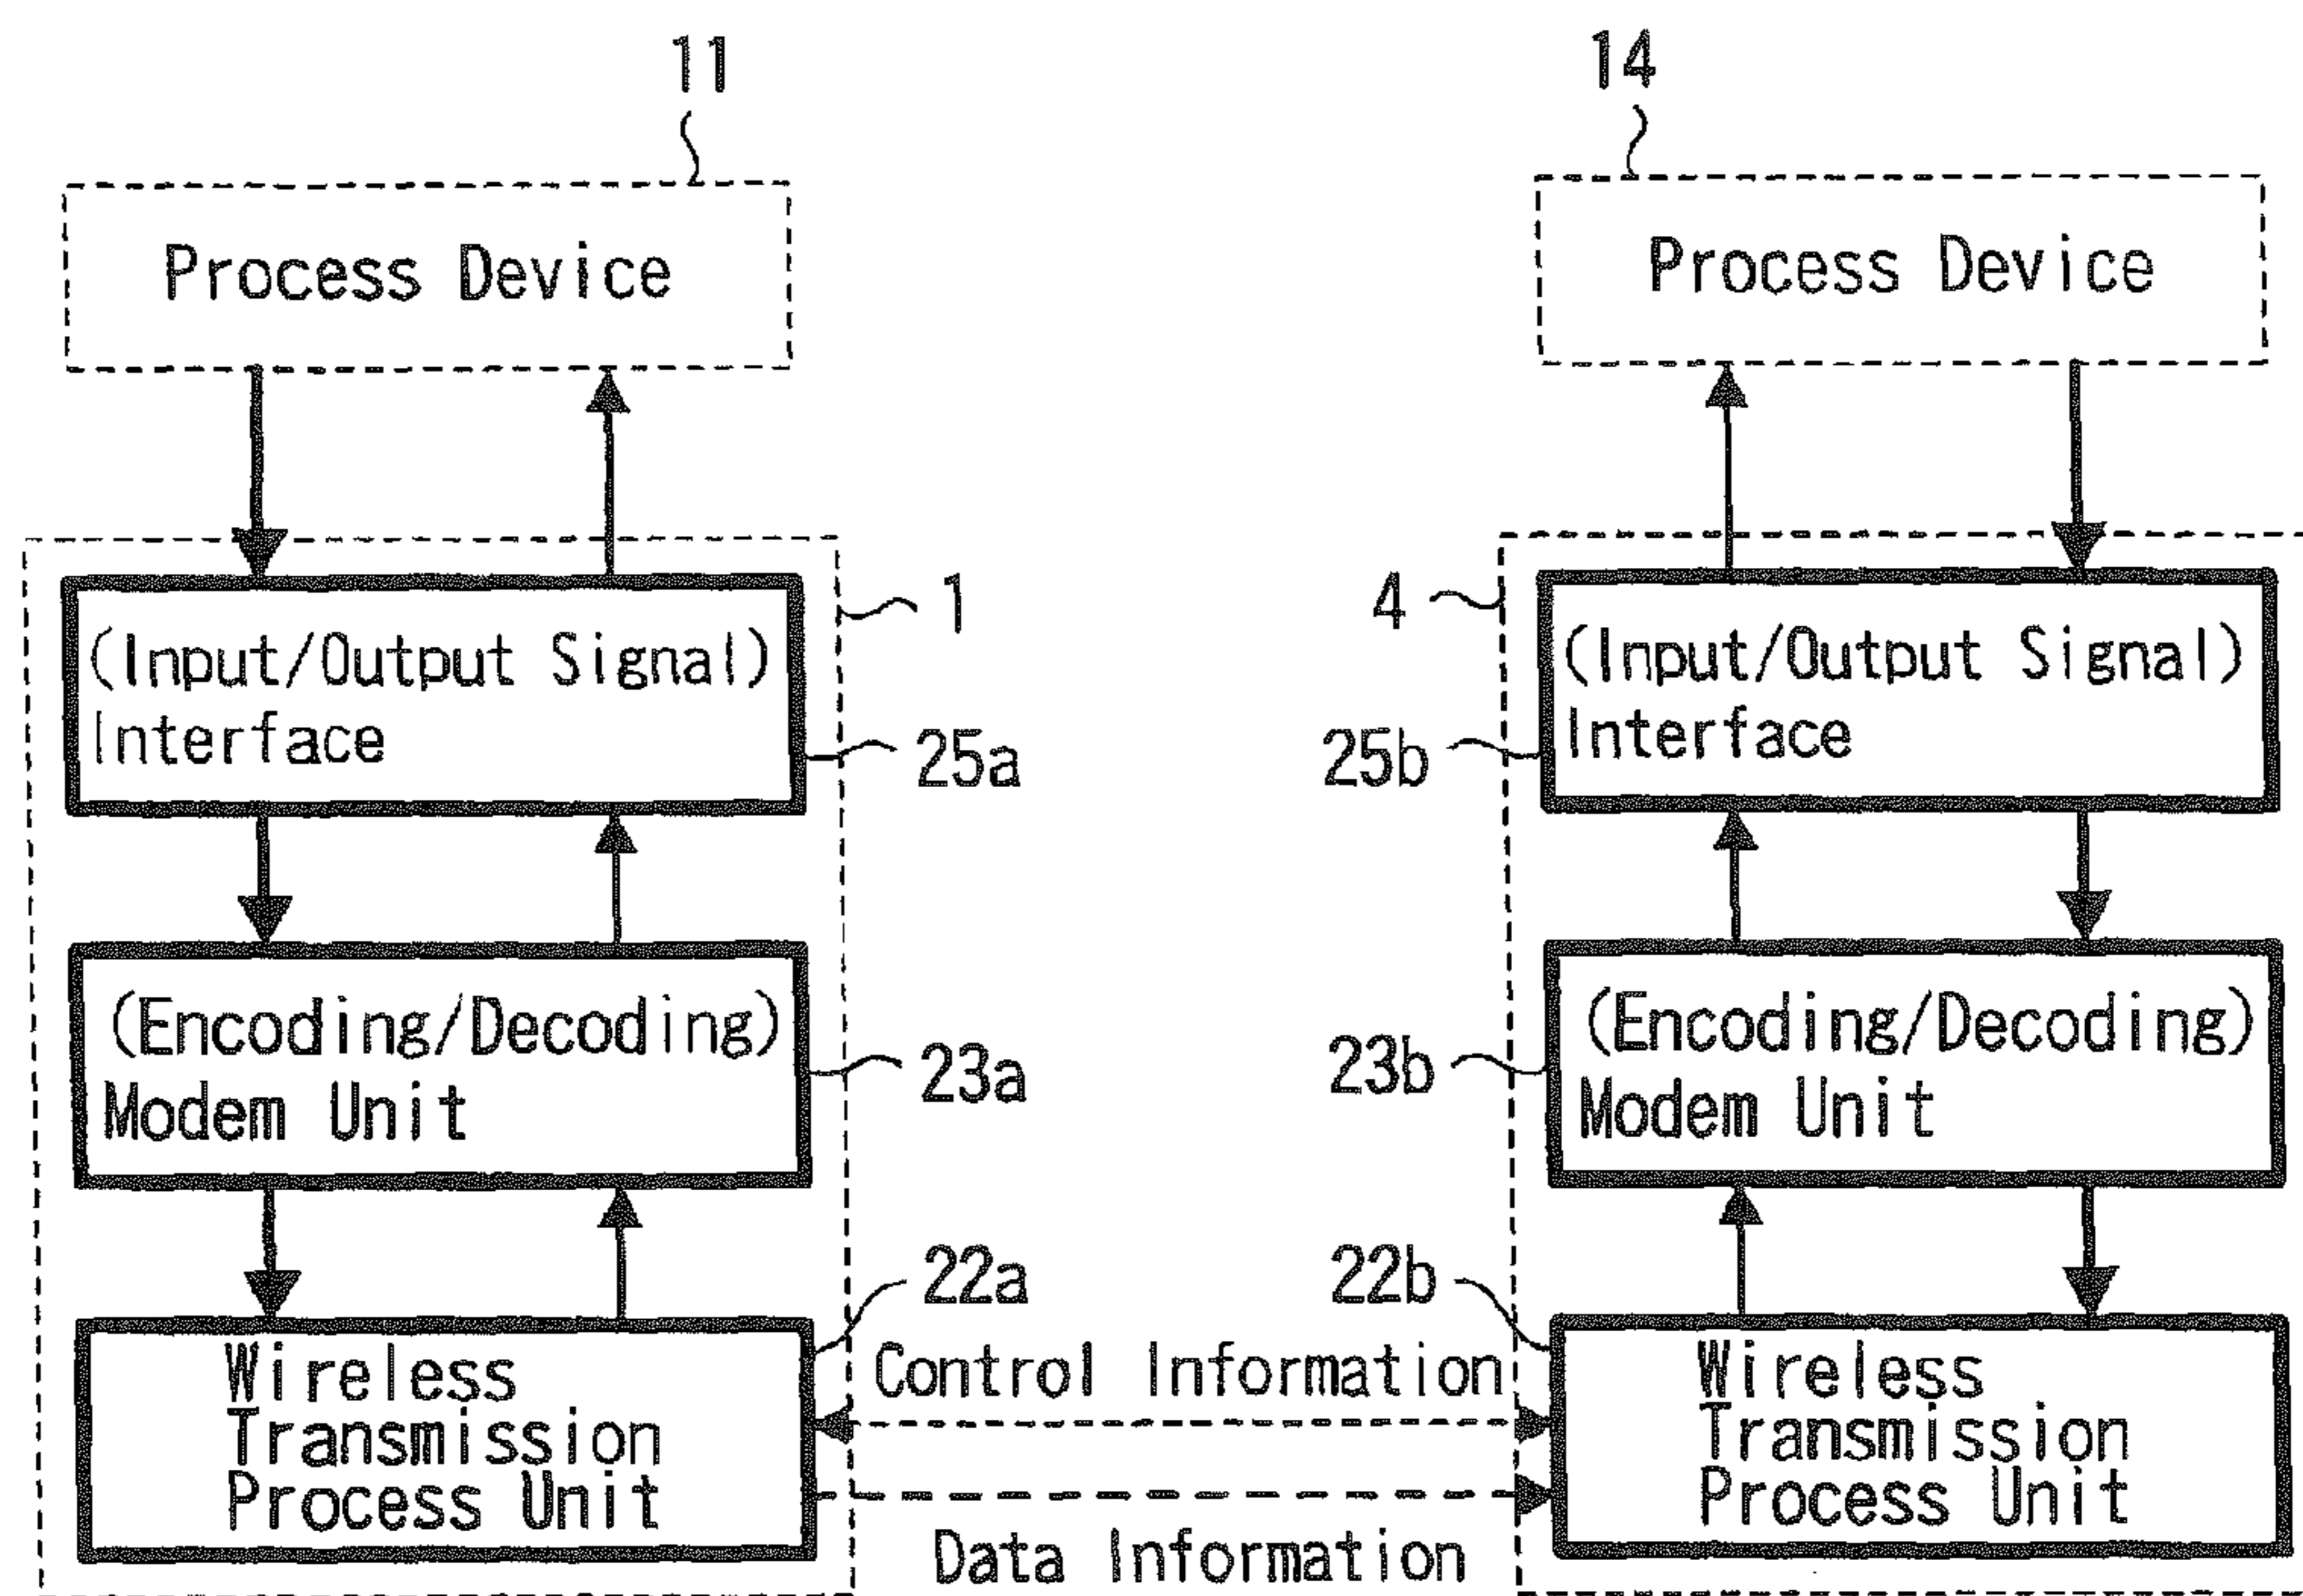 11
14
Process Device
Process Device
1
4
(Input/Output Signal)
Interface
25a
25b
(Input/Output Signal)
Interface
(Encoding/Decoding)
Modem Unit
23a
23b
(Encoding/Decoding)
Modem Unit
22a
22b
Wireless
Transmission
Process Unit
Control Information
Data Information
Wireless
Transmission
Process Unit